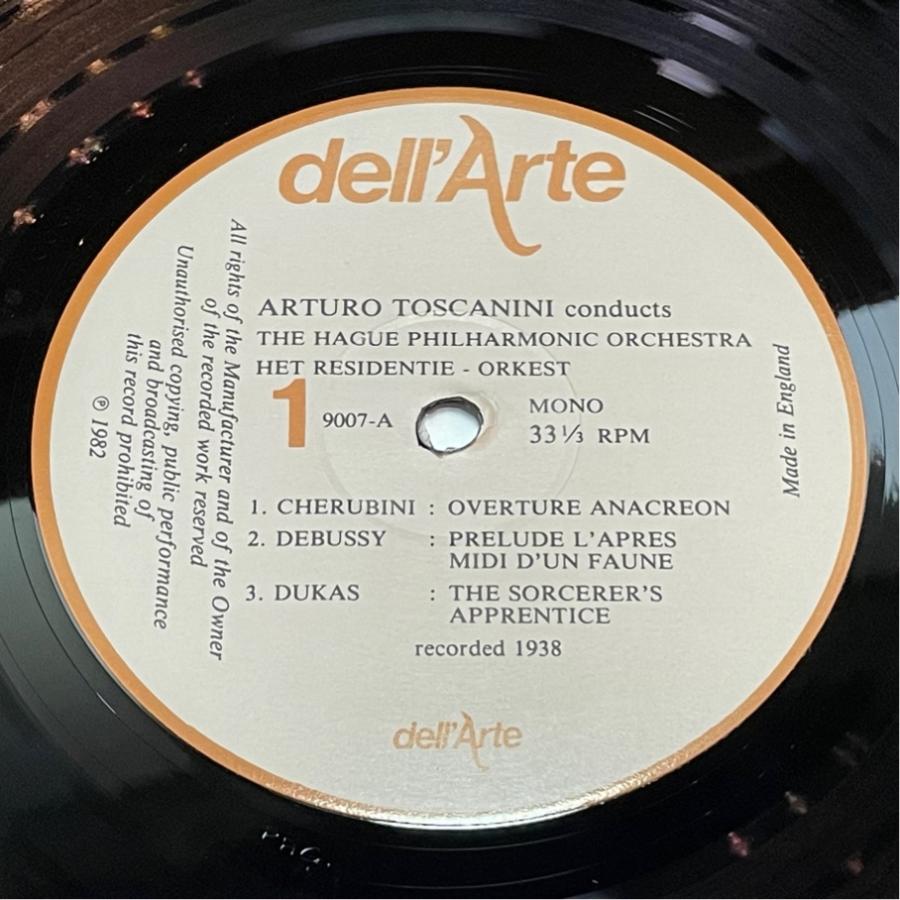 dell'Arte
ARTURO TOSCANINI conducts
THE HAGUE PHILHARMONIC ORCHESTRA
HET RESIDENTIE - ORKEST
1 9007-A
MONO
33⅓ RPM
1. CHERUBINI : OVERTURE ANACREON
2. DEBUSSY : PRELUDE L'APRES
MIDI D'UN FAUNE
3. DUKAS : THE SORCERER'S
APPRENTICE
recorded 1938
dell'Arte
All rights of the Manufacturer and of the Owner
of the recorded work reserved
Unauthorised copying, public performance
and broadcasting of
this record prohibited
℗ 1982
Made in England